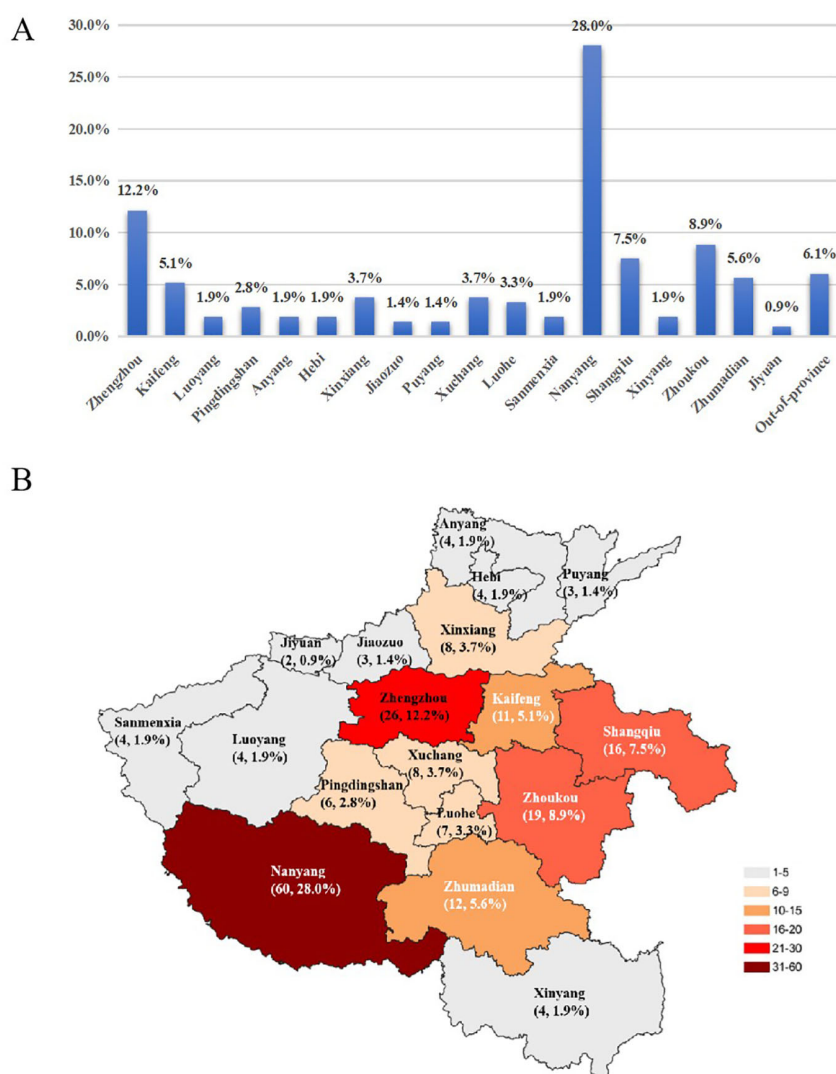 A
30.0%
25.0%
20.0%
15.0%
10.0%
5.0%
0.0%
12.2%
5.1%
1.9%
2.8%
1.9%
1.9%
3.7%
1.4%
1.4%
3.7%
3.3%
1.9%
28.0%
7.5%
1.9%
8.9%
5.6%
0.9%
6.1%
Zhengzhou
Kaifeng
Luoyang
Pingdingshan
Anyang
Hebi
Xinxiang
Jiaozuo
Puyang
Xuchang
Luohe
Sanmenxia
Nanyang
Shangqiu
Xinyang
Zhoukou
Zhumadian
Jiyuan
Out-of-province
B
Anyang
(4, 1.9%)
Hebi
(4, 1.9%)
Puyang
(3, 1.4%)
Xinxiang
(8, 3.7%)
Jiyuan
(2, 0.9%)
Jiaozuo
(3, 1.4%)
Zhengzhou
(26, 12.2%)
Kaifeng
(11, 5.1%)
Sanmenxia
(4, 1.9%)
Luoyang
(4, 1.9%)
Shangqiu
(16, 7.5%)
Xuchang
(8, 3.7%)
Pingdingshan
(6, 2.8%)
Zhoukou
(19, 8.9%)
Luohe
(7, 3.3%)
Nanyang
(60, 28.0%)
Zhumadian
(12, 5.6%)
Xinyang
(4, 1.9%)
1-5
6-9
10-15
16-20
21-30
31-60